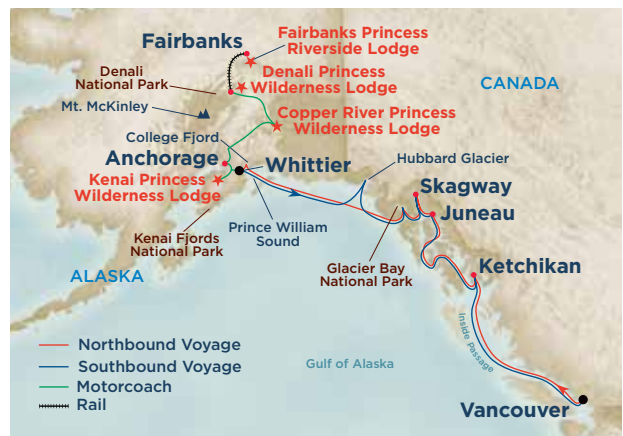 Fairbanks
Fairbanks Princess
Riverside Lodge
Denali
National Park
Denali Princess
Wilderness Lodge
CANADA
Mt. McKinley
Copper River Princess
Wilderness Lodge
College Fjord
Anchorage
Whittier
Hubbard Glacier
Kenai Princess
Wilderness Lodge
Skagway
Juneau
Prince William
Sound
Kenai Fjords
National Park
Glacier Bay
National Park
Ketchikan
ALASKA
Inside Passage
Northbound Voyage
Southbound Voyage
Motorcoach
Rail
Gulf of Alaska
Vancouver